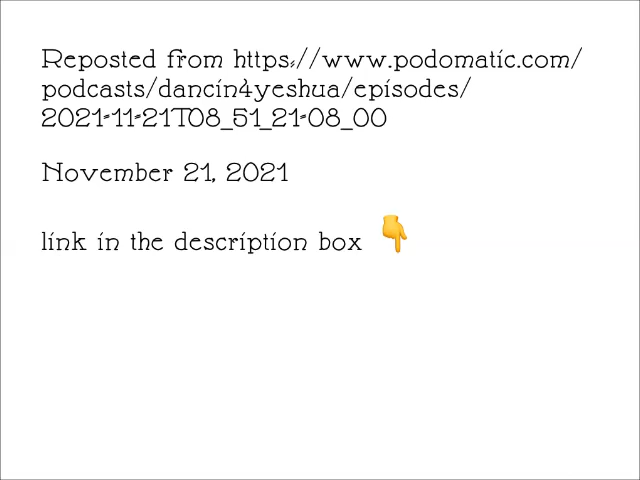 Reposted from https://www.podomatic.com/
podcasts/dancin4yeshua/episodes/
2021-11-21T08_51_21-08_00
November 21, 2021
link in the description box 👇